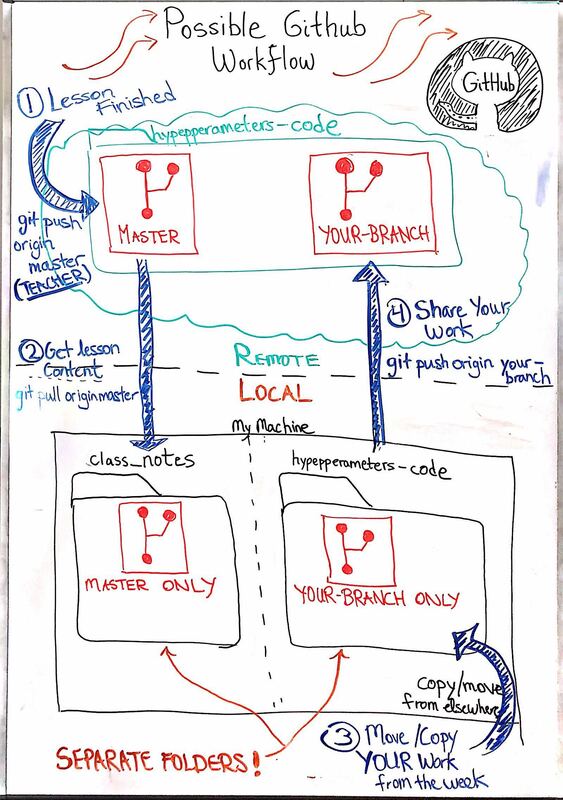 Possible Github
Workflow
GitHub
① Lesson
Finished
hypepperameters-code
MASTER
YOUR-BRANCH
git push
origin
master
(TEACHER)
② Get lesson
Content
git pull origin master
④ Share Your
Work
git push origin your-
branch
REMOTE
LOCAL
My Machine
class_notes
hypepperameters-code
MASTER ONLY
YOUR-BRANCH ONLY
Copy/move
from elsewhere
SEPARATE FOLDERS!
③ Move/Copy
YOUR Work
from the week